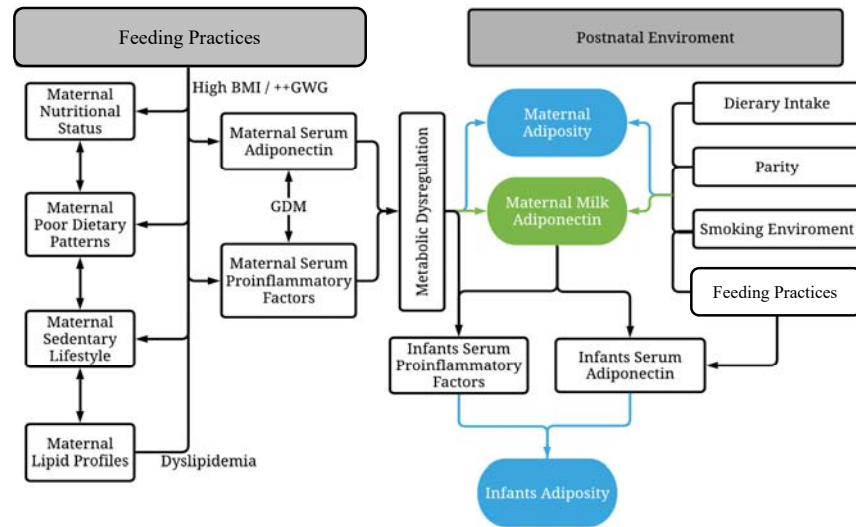 Feeding Practices
Postnatal Enviroment
High BMI / ++GWG
Maternal
Nutritional
Status
Maternal
Poor Dietary
Patterns
Maternal
Sedentary
Lifestyle
Maternal
Lipid Profiles
Dyslipidemia
Maternal Serum
Adiponectin
GDM
Maternal Serum
Proinflammatory
Factors
Metabolic Dysregulation
Maternal
Adiposity
Maternal Milk
Adiponectin
Dierary Intake
Parity
Smoking Enviroment
Feeding Practices
Infants Serum
Proinflammatory
Factors
Infants Serum
Adiponectin
Infants Adiposity